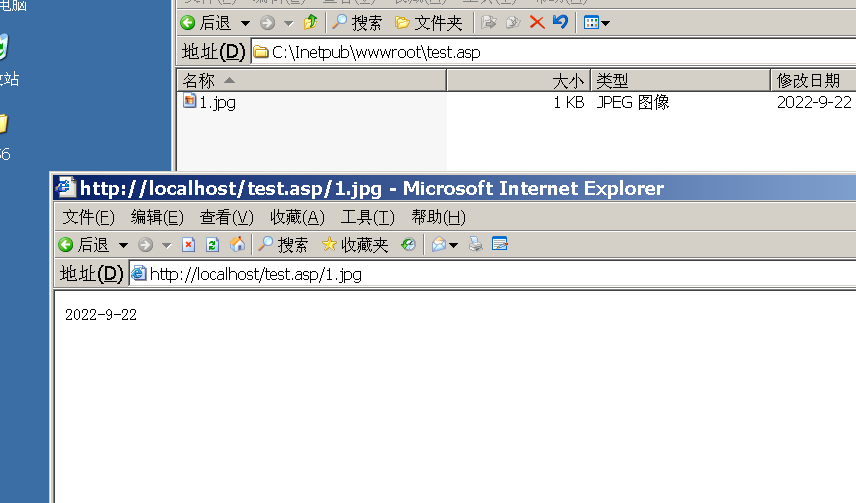 电脑
后退 搜索 文件夹
地址(D) C:\Inetpub\wwwroot\test.asp
名称 大小 类型 修改日期
1.jpg 1 KB JPEG 图像 2022-9-22
站
6
http://localhost/test.asp/1.jpg - Microsoft Internet Explorer
文件(F) 编辑(E) 查看(V) 收藏(A) 工具(T) 帮助(H)
后退 搜索 收藏夹
地址(D) http://localhost/test.asp/1.jpg
2022-9-22